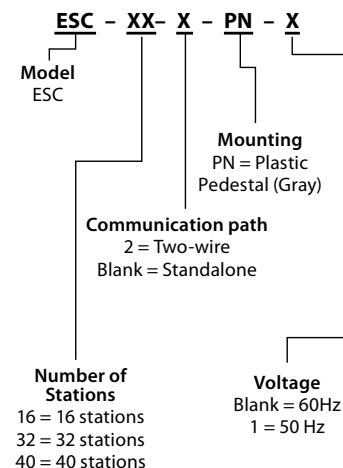 ESC – XX– X – PN – X
Model
ESC
Mounting
PN = Plastic
Pedestal (Gray)
Communication path
2 = Two-wire
Blank = Standalone
Number of
Stations
16 = 16 stations
32 = 32 stations
40 = 40 stations
Voltage
Blank = 60Hz
1 = 50 Hz